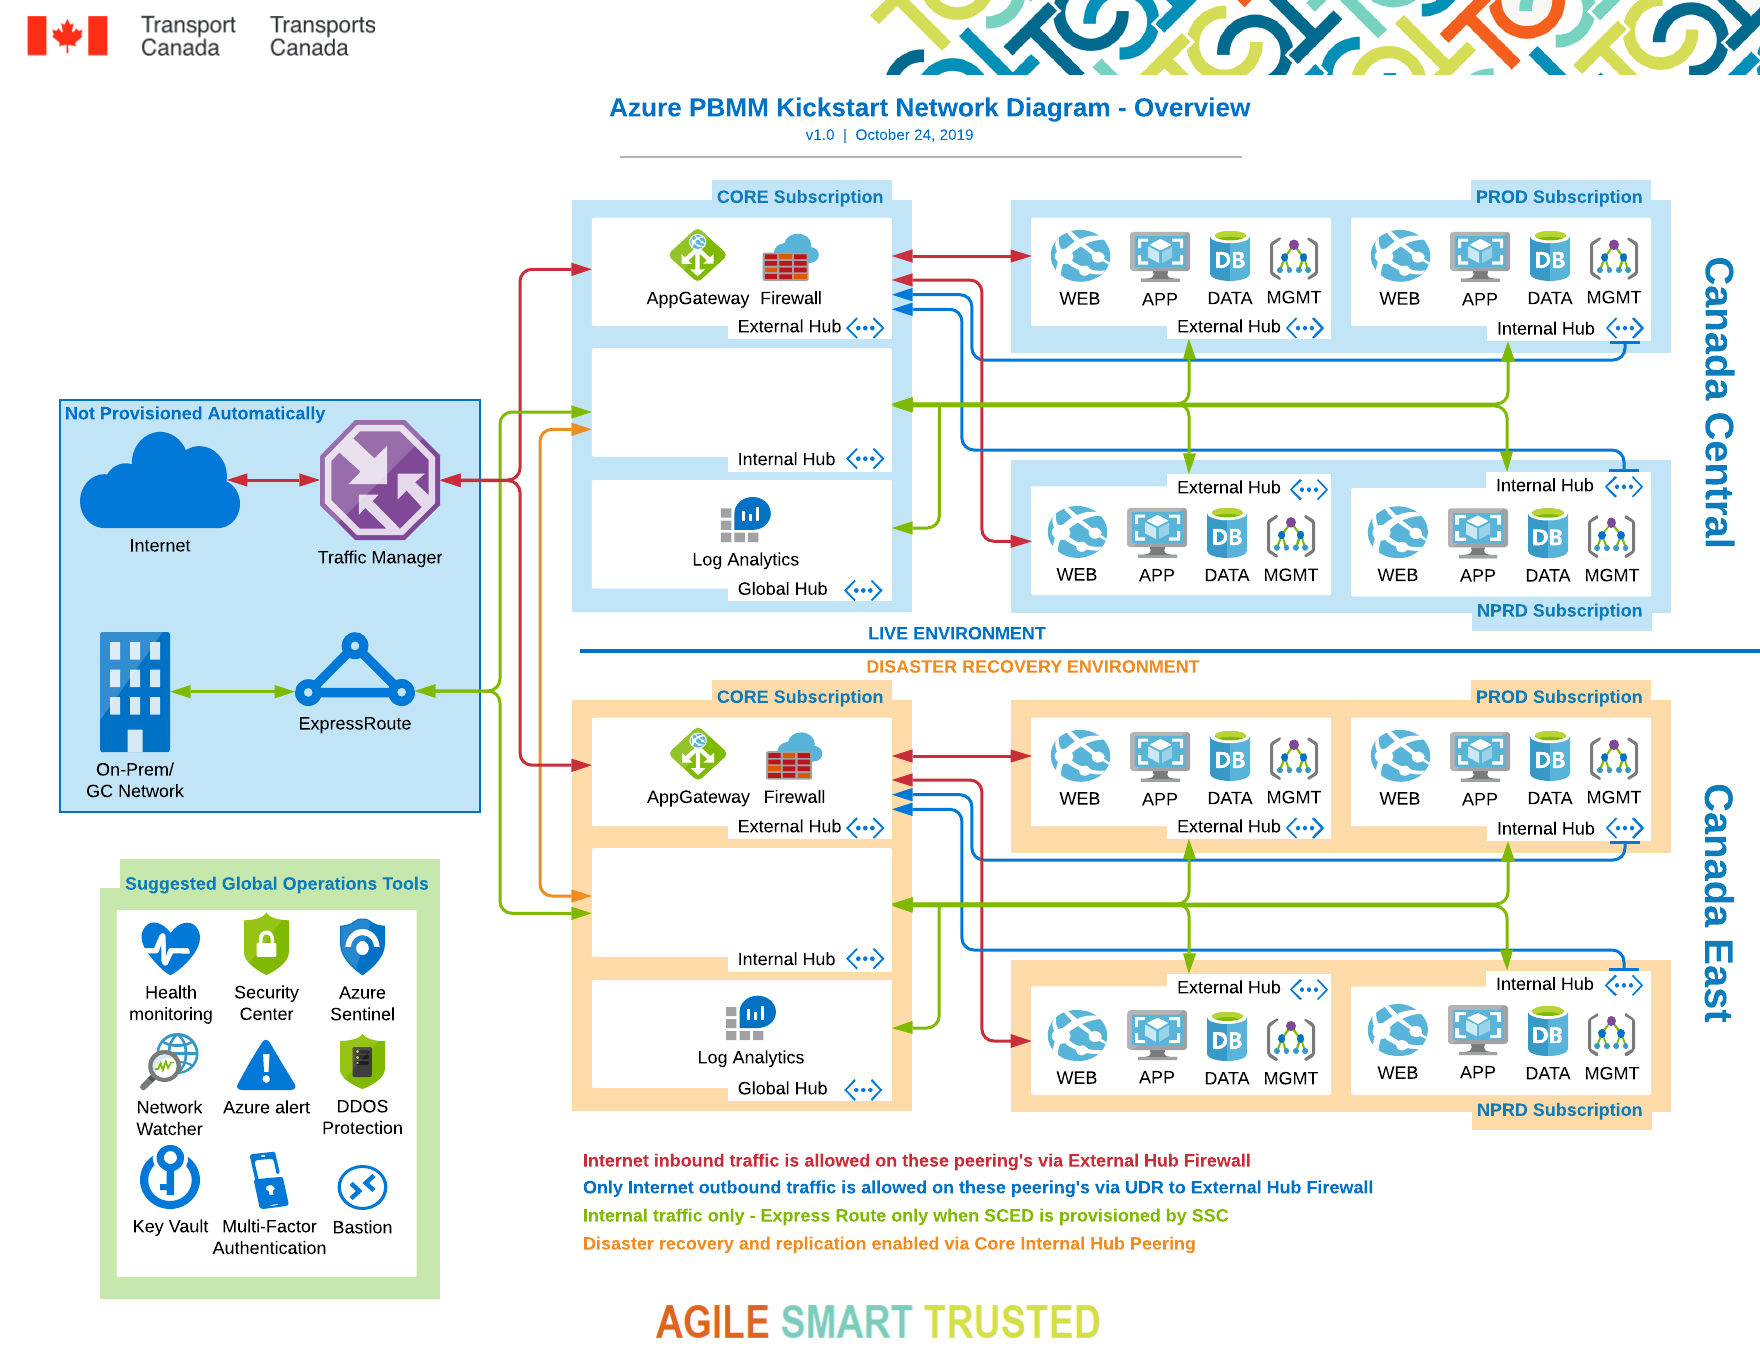 Transport
Canada
Transports
Canada
Azure PBMM Kickstart Network Diagram - Overview
v1.0 | October 24, 2019
CORE Subscription
PROD Subscription
AppGateway
Firewall
External Hub
WEB
APP
DATA
MGMT
External Hub
WEB
APP
DATA
MGMT
Internal Hub
Canada Central
Internal Hub
Log Analytics
Global Hub
External Hub
WEB
APP
DATA
MGMT
Internal Hub
WEB
APP
DATA
MGMT
NPRD Subscription
Not Provisioned Automatically
Internet
Traffic Manager
On-Prem/
GC Network
ExpressRoute
LIVE ENVIRONMENT
DISASTER RECOVERY ENVIRONMENT
CORE Subscription
PROD Subscription
AppGateway
Firewall
External Hub
WEB
APP
DATA
MGMT
External Hub
WEB
APP
DATA
MGMT
Internal Hub
Canada East
Internal Hub
Log Analytics
Global Hub
External Hub
WEB
APP
DATA
MGMT
Internal Hub
WEB
APP
DATA
MGMT
NPRD Subscription
Suggested Global Operations Tools
Health
monitoring
Security
Center
Azure
Sentinel
Network
Watcher
Azure alert
DDOS
Protection
Key Vault
Multi-Factor
Authentication
Bastion
Internet inbound traffic is allowed on these peering's via External Hub Firewall
Only Internet outbound traffic is allowed on these peering's via UDR to External Hub Firewall
Internal traffic only - Express Route only when SCED is provisioned by SSC
Disaster recovery and replication enabled via Core Internal Hub Peering
AGILE SMART TRUSTED